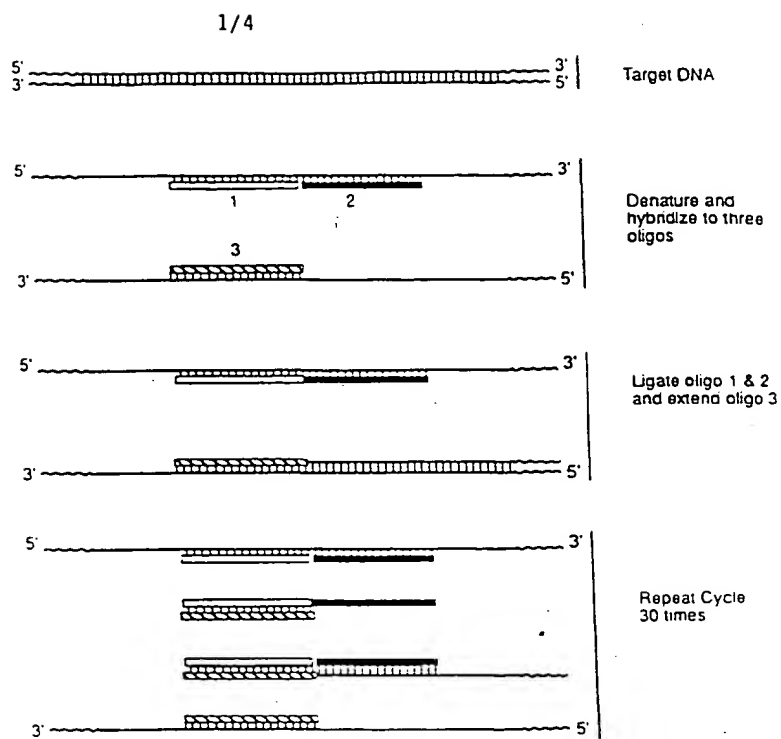 1/4
5' 3'
3' 5'
Target DNA
5' 3'
1 2
Denature and
hybridize to three
oligos
3
3' 5'
5' 3'
Ligate oligo 1 & 2
and extend oligo 3
3' 5'
5' 3'
Repeat Cycle
30 times
3' 5'